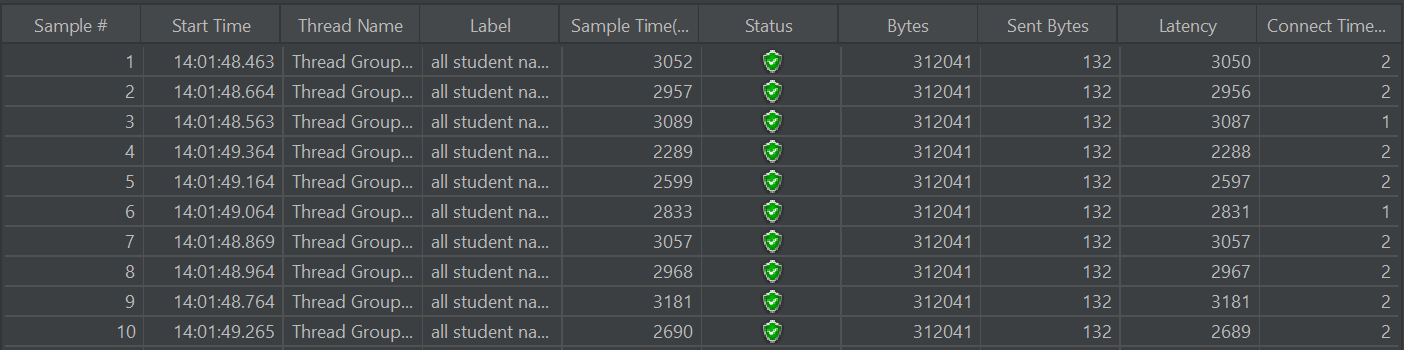 Sample # Start Time Thread Name Label Sample Time(... Status Bytes Sent Bytes Latency Connect Time...
1 14:01:48.463 Thread Group... all student na... 3052 312041 132 3050 2
2 14:01:48.664 Thread Group... all student na... 2957 312041 132 2956 2
3 14:01:48.563 Thread Group... all student na... 3089 312041 132 3087 1
4 14:01:49.364 Thread Group... all student na... 2289 312041 132 2288 2
5 14:01:49.164 Thread Group... all student na... 2599 312041 132 2597 2
6 14:01:49.064 Thread Group... all student na... 2833 312041 132 2831 1
7 14:01:48.869 Thread Group... all student na... 3057 312041 132 3057 2
8 14:01:48.964 Thread Group... all student na... 2968 312041 132 2967 2
9 14:01:48.764 Thread Group... all student na... 3181 312041 132 3181 2
10 14:01:49.265 Thread Group... all student na... 2690 312041 132 2689 2